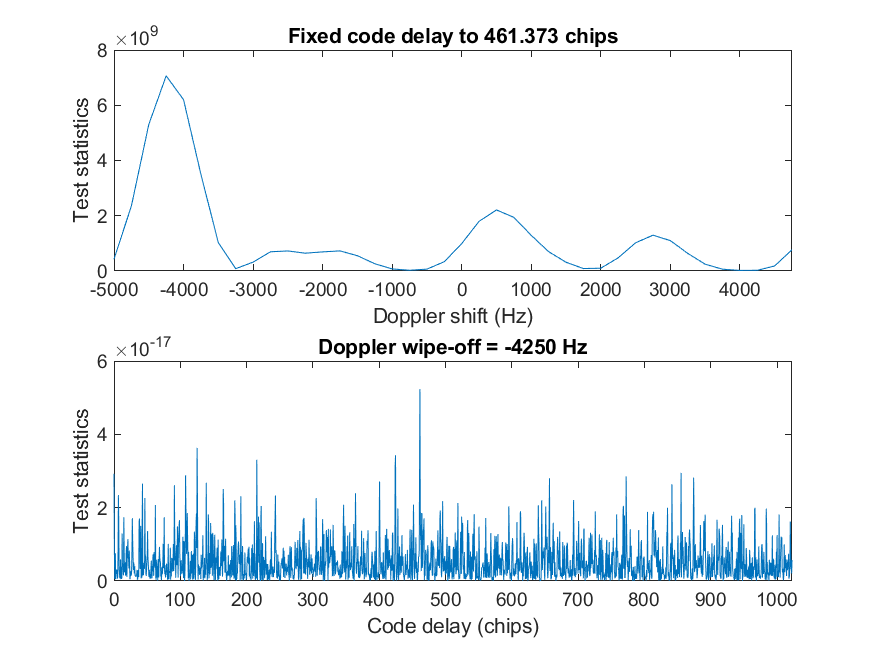 Fixed code delay to 461.373 chips
×10^9
8
6
4
2
0
Test statistics
-5000 -4000 -3000 -2000 -1000 0 1000 2000 3000 4000
Doppler shift (Hz)
Doppler wipe-off = -4250 Hz
×10^-17
6
4
2
0
Test statistics
0 100 200 300 400 500 600 700 800 900 1000
Code delay (chips)